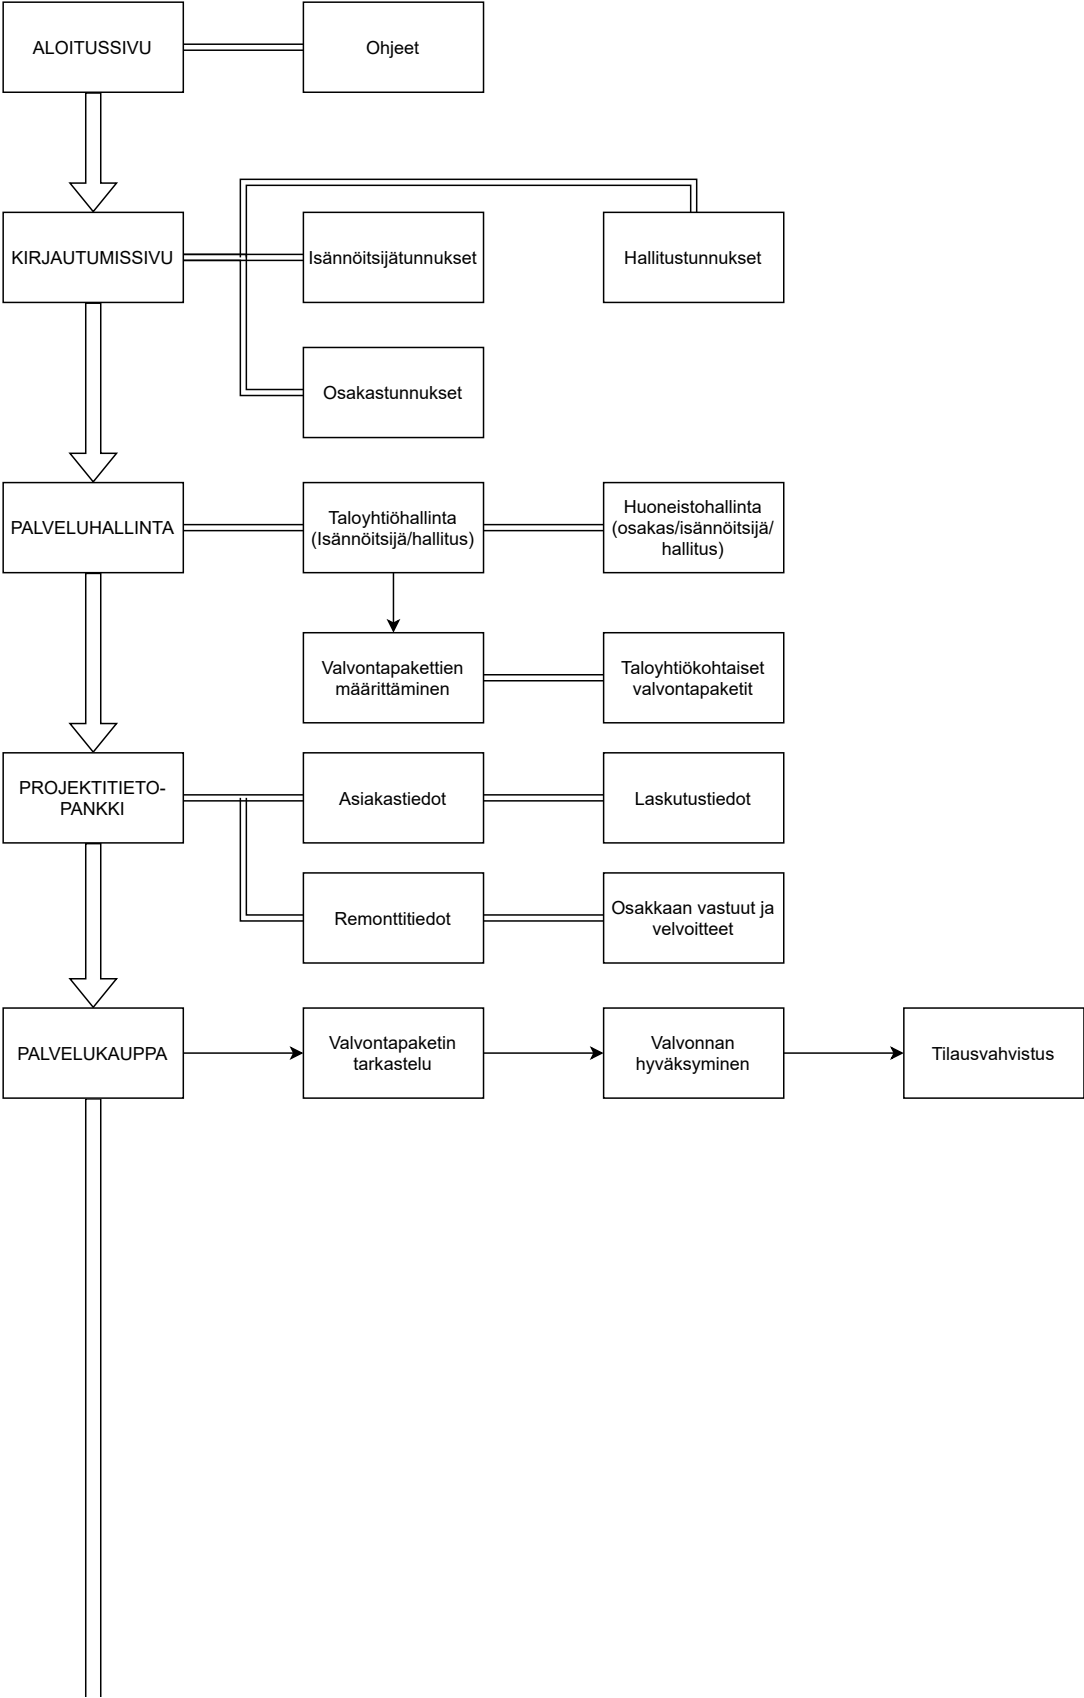 ALOITUSSIVU
Ohjeet
KIRJAUTUMISSIVU
Isännöitsijätunnukset
Hallitustunnukset
Osakastunnukset
PALVELUHALLINTA
Taloyhtiöhallinta
(Isännöitsijä/hallitus)
Huoneistohallinta
(osakas/isännöitsijä/
hallitus)
Valvontapakettien
määrittäminen
Taloyhtiökohtaiset
valvontapaketit
PROJEKTITIETO-
PANKKI
Asiakastiedot
Laskutustiedot
Remonttitiedot
Osakkaan vastuut ja
velvoitteet
PALVELUKAUPPA
Valvontapaketin
tarkastelu
Valvonnan
hyväksyminen
Tilausvahvistus